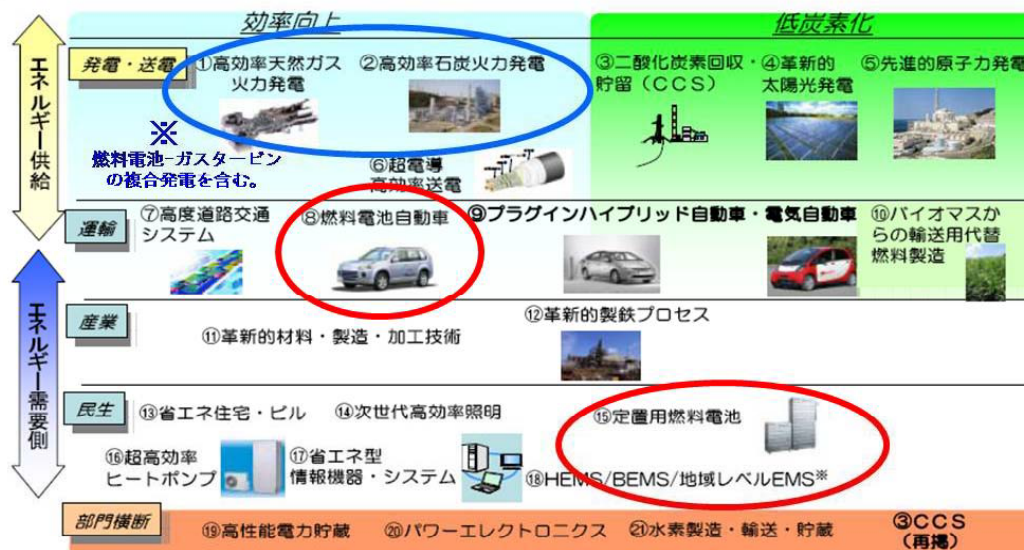 効率向上
低炭素化
エネルギー供給
発電・送電
①高効率天然ガス
火力発電
②高効率石炭火力発電
③二酸化炭素回収・
貯留（CCS）
④革新的
太陽光発電
⑤先進的原子力発電
※
燃料電池-ガスタービン
の複合発電を含む。
⑥超電導
高効率送電
運輸
⑦高度道路交通
システム
⑧燃料電池自動車
⑨プラグインハイブリッド自動車・電気自動車
⑩バイオマスか
らの輸送用代替
燃料製造
エネルギー需要側
産業
⑪革新的材料・製造・加工技術
⑫革新的製鉄プロセス
民生
⑬省エネ住宅・ビル
⑭次世代高効率照明
⑮定置用燃料電池
⑯超高効率
ヒートポンプ
⑰省エネ型
情報機器・システム
⑱HEMS/BEMS/地域レベルEMS※
部門横断
⑲高性能電力貯蔵
⑳パワーエレクトロニクス
㉑水素製造・輸送・貯蔵
③CCS
（再掲）